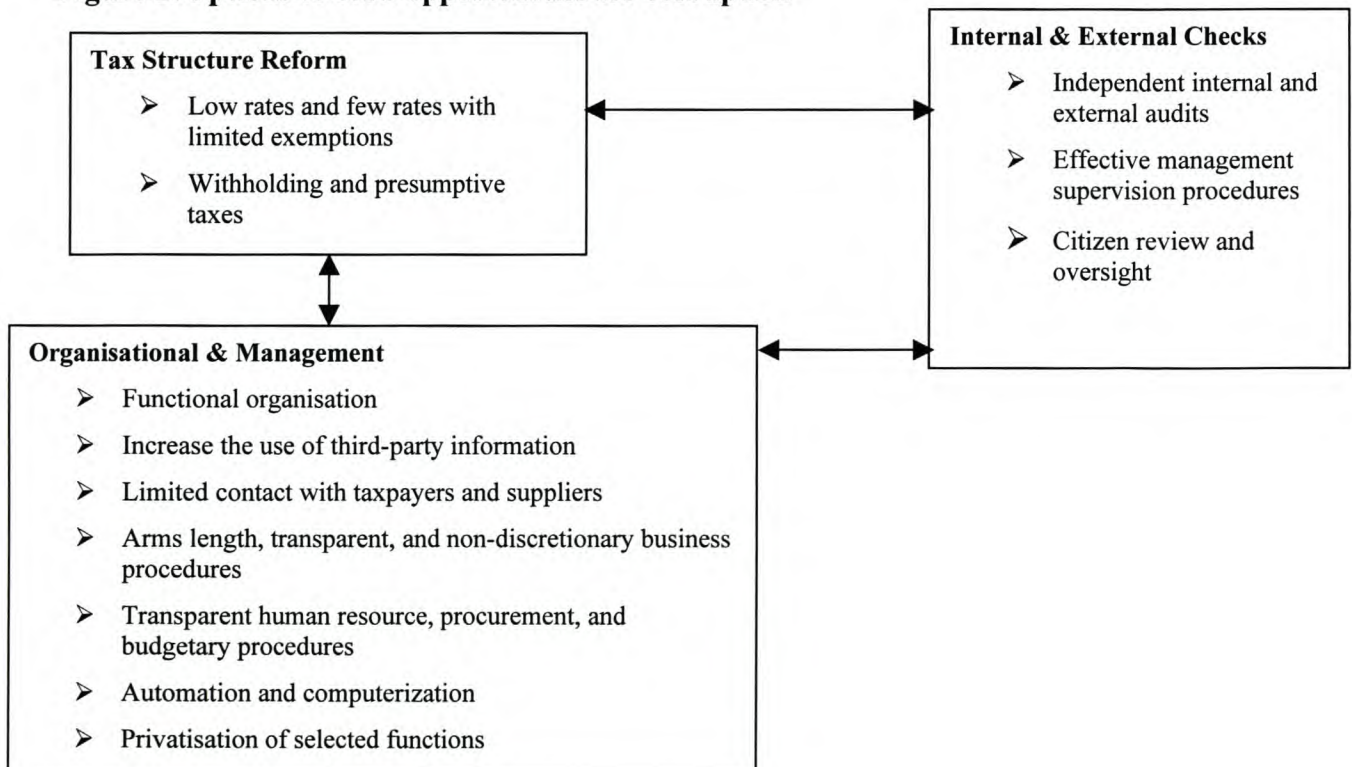 Tax Structure Reform
➢ Low rates and few rates with
limited exemptions
➢ Withholding and presumptive
taxes
Internal & External Checks
➢ Independent internal and
external audits
➢ Effective management
supervision procedures
➢ Citizen review and
oversight
Organisational & Management
➢ Functional organisation
➢ Increase the use of third-party information
➢ Limited contact with taxpayers and suppliers
➢ Arms length, transparent, and non-discretionary business
procedures
➢ Transparent human resource, procurement, and
budgetary procedures
➢ Automation and computerization
➢ Privatisation of selected functions